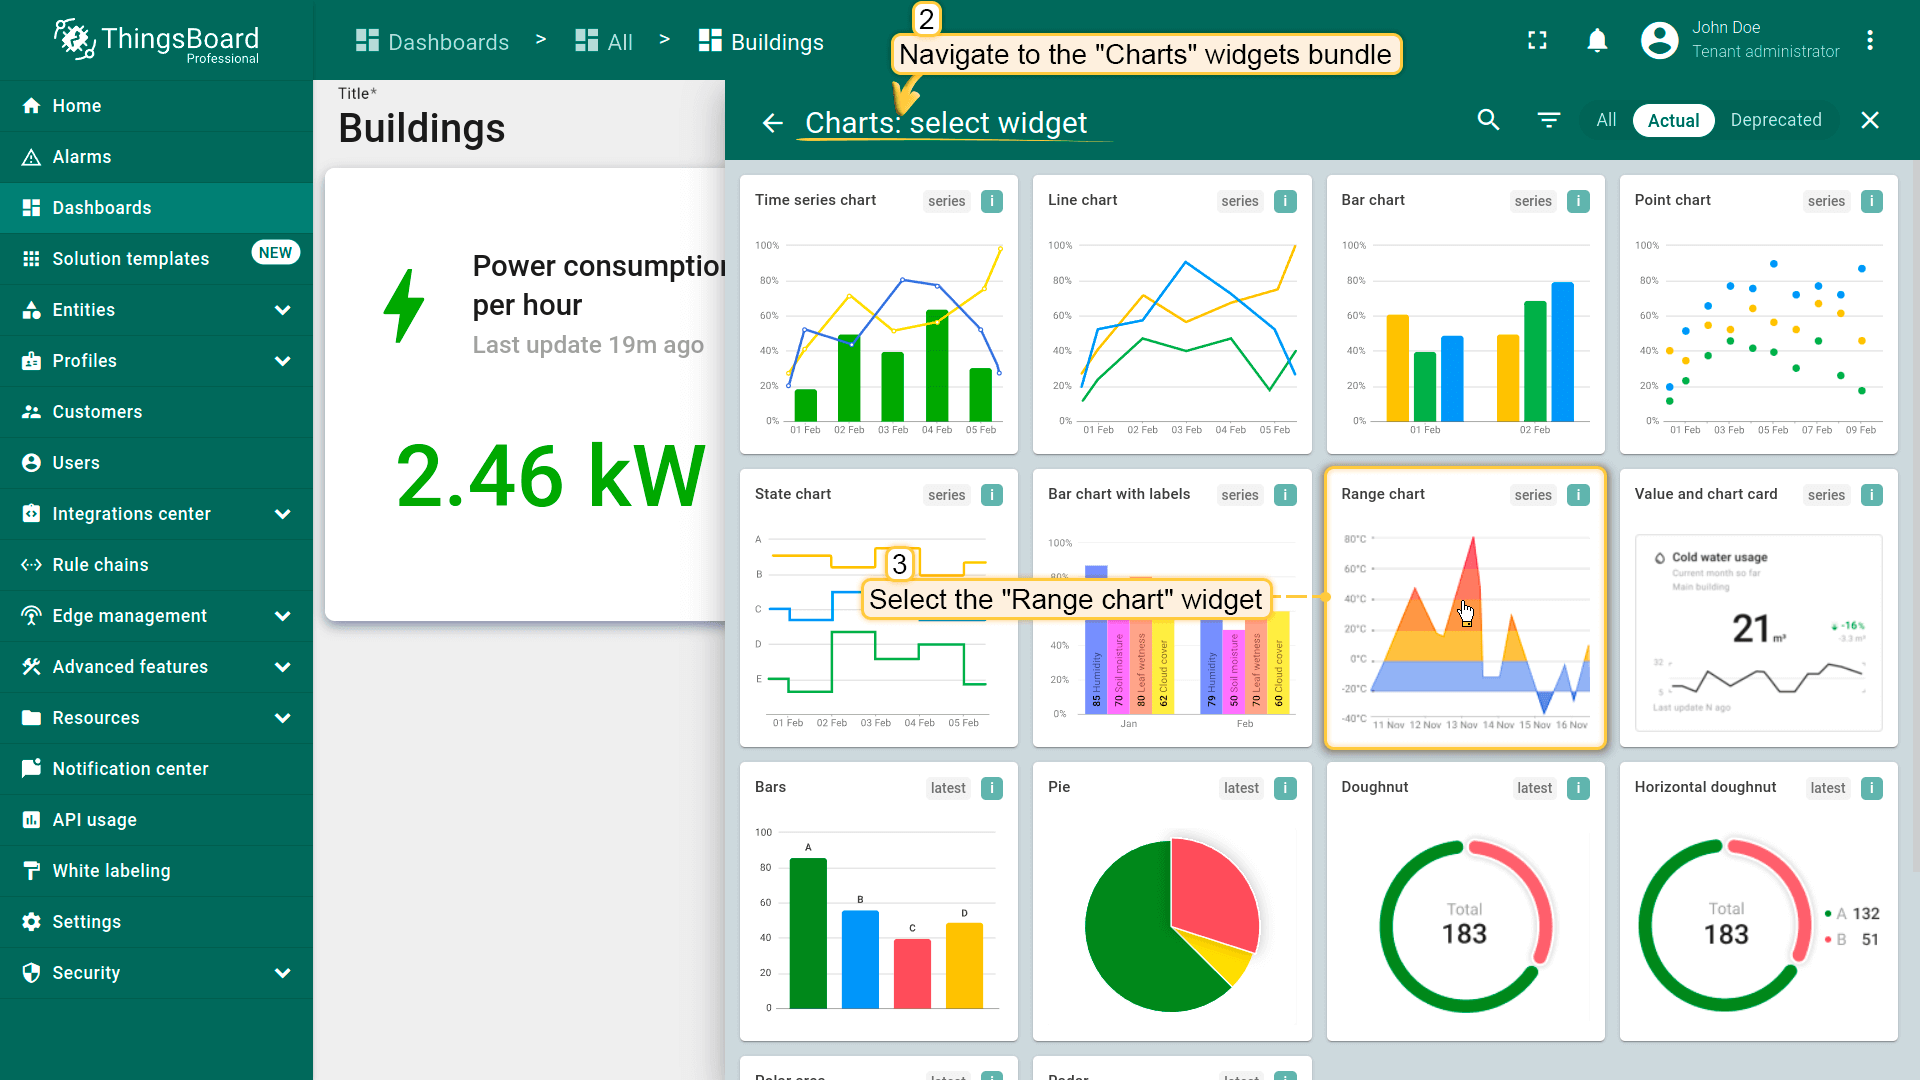 ThingsBoard
Professional
Dashboards > All > Buildings
2
Navigate to the "Charts" widgets bundle
John Doe
Tenant administrator
Home
Alarms
Dashboards
Solution templates NEW
Entities
Profiles
Customers
Users
Integrations center
Rule chains
Edge management
Advanced features
Resources
Notification center
API usage
White labeling
Settings
Security
Title*
Buildings
Power consumption
per hour
Last update 19m ago
2.46 kW
Charts: select widget
All Actual Deprecated
Time series chart series i
100%
80%
60%
40%
20%
0%
01 Feb 02 Feb 03 Feb 04 Feb 05 Feb
Line chart series i
100%
80%
60%
40%
20%
0%
01 Feb 02 Feb 03 Feb 04 Feb 05 Feb
Bar chart series i
100%
80%
60%
40%
20%
0%
01 Feb 02 Feb
Point chart series i
100%
80%
60%
40%
20%
0%
01 Feb 03 Feb 05 Feb 07 Feb 09 Feb
State chart series i
A
B
C
D
E
01 Feb 02 Feb 03 Feb 04 Feb 05 Feb
3
Select the "Range chart" widget
Bar chart with labels series i
100%
80%
40%
20%
0%
85 Humidity
70 Soil moisture
80 Leaf wetness
62 Cloud cover
79 Humidity
50 Soil moisture
70 Leaf wetness
60 Cloud cover
Jan Feb
Range chart series i
80°C
60°C
40°C
20°C
0°C
-20°C
-40°C
11 Nov 12 Nov 13 Nov 14 Nov 15 Nov 16 Nov
Value and chart card series i
Cold water usage
Current month so far
Main building
21 m³
-16%
-3.3 m³
32
5
Last update N ago
Bars latest i
100
80
60
40
20
0
A
B
C
D
Pie latest i
Doughnut latest i
Total
183
Horizontal doughnut latest i
Total
183
A 132
B 51
Polar area latest i
Radar latest i